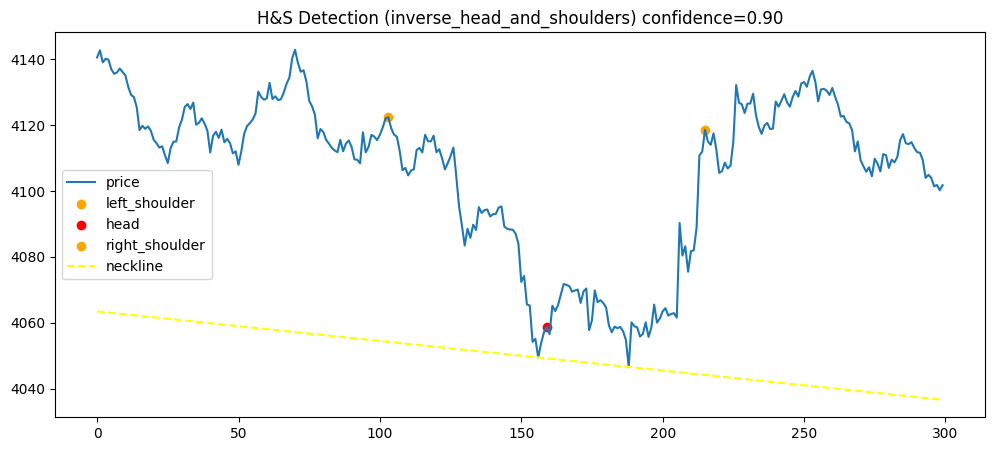 H&S Detection (inverse_head_and_shoulders) confidence=0.90
4140
4120
4100
4080
4060
4040
price
left_shoulder
head
right_shoulder
neckline
0
50
100
150
200
250
300